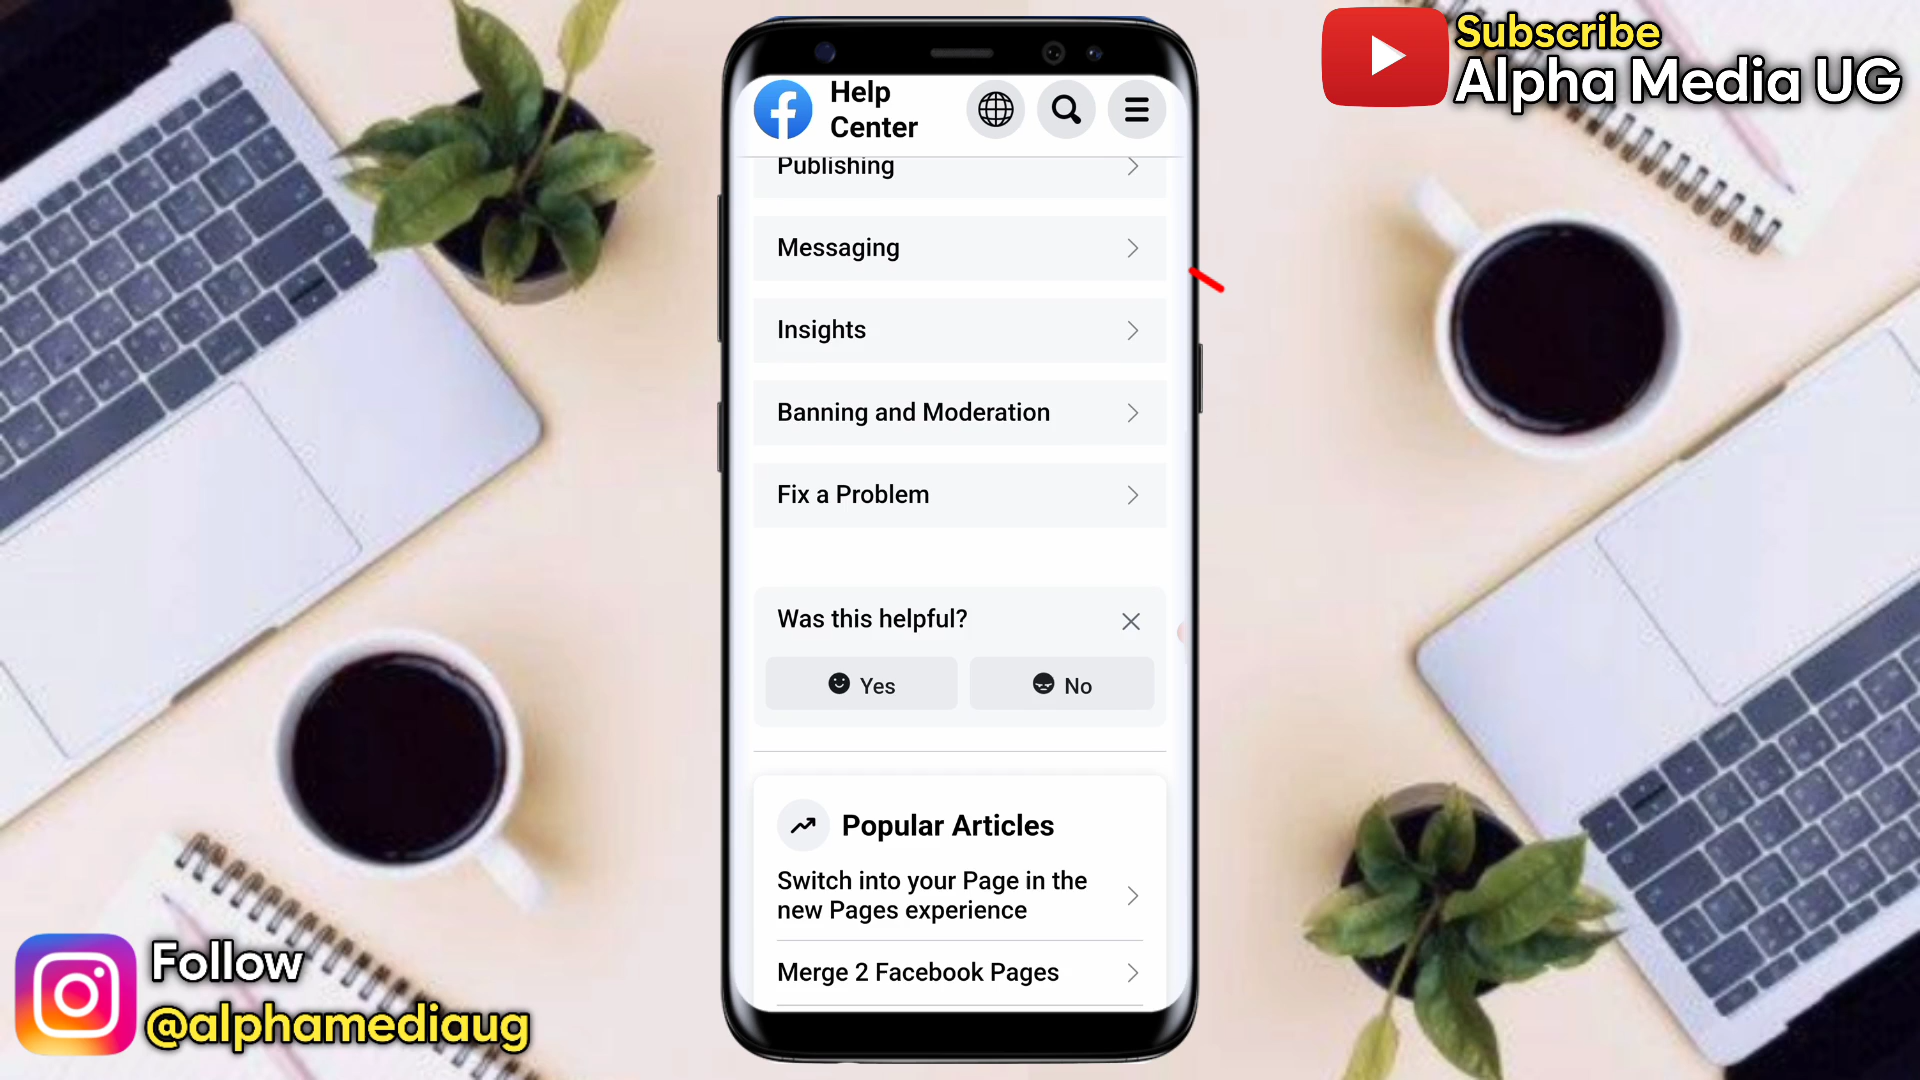 Subscribe
Alpha Media UG
Help
Center
Publishing
Messaging
Insights
Banning and Moderation
Fix a Problem
Was this helpful?
Yes
No
Popular Articles
Switch into your Page in the
new Pages experience
Merge 2 Facebook Pages
Follow
@alphamediaug